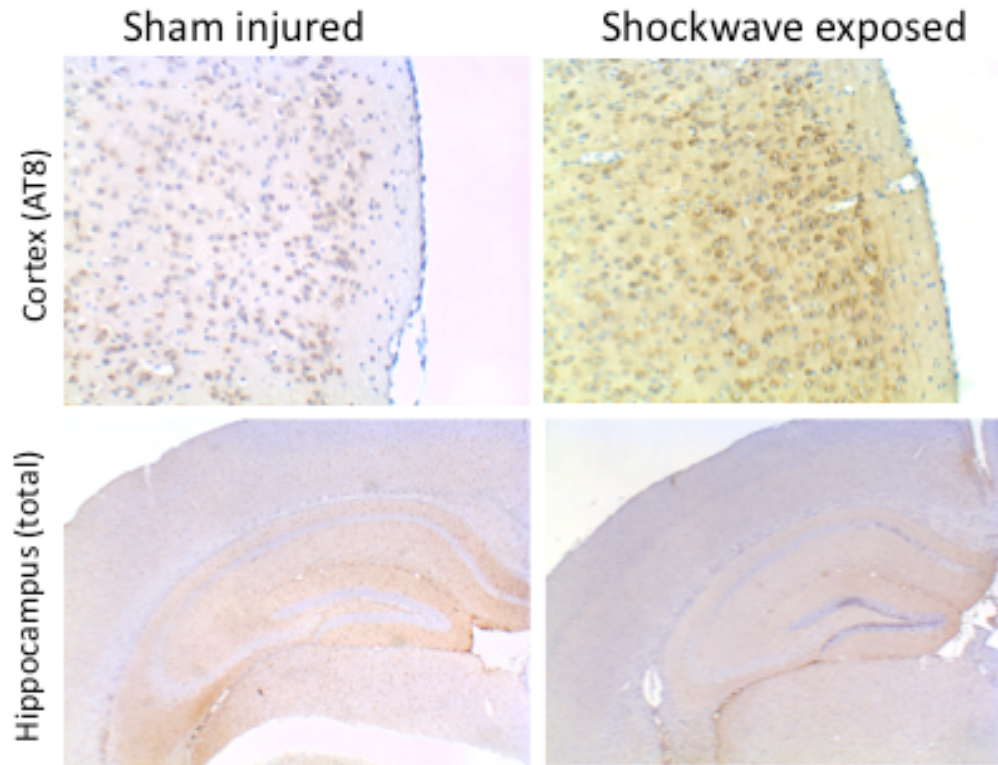 Sham injured
Shockwave exposed
Cortex (AT8)
Hippocampus (total)